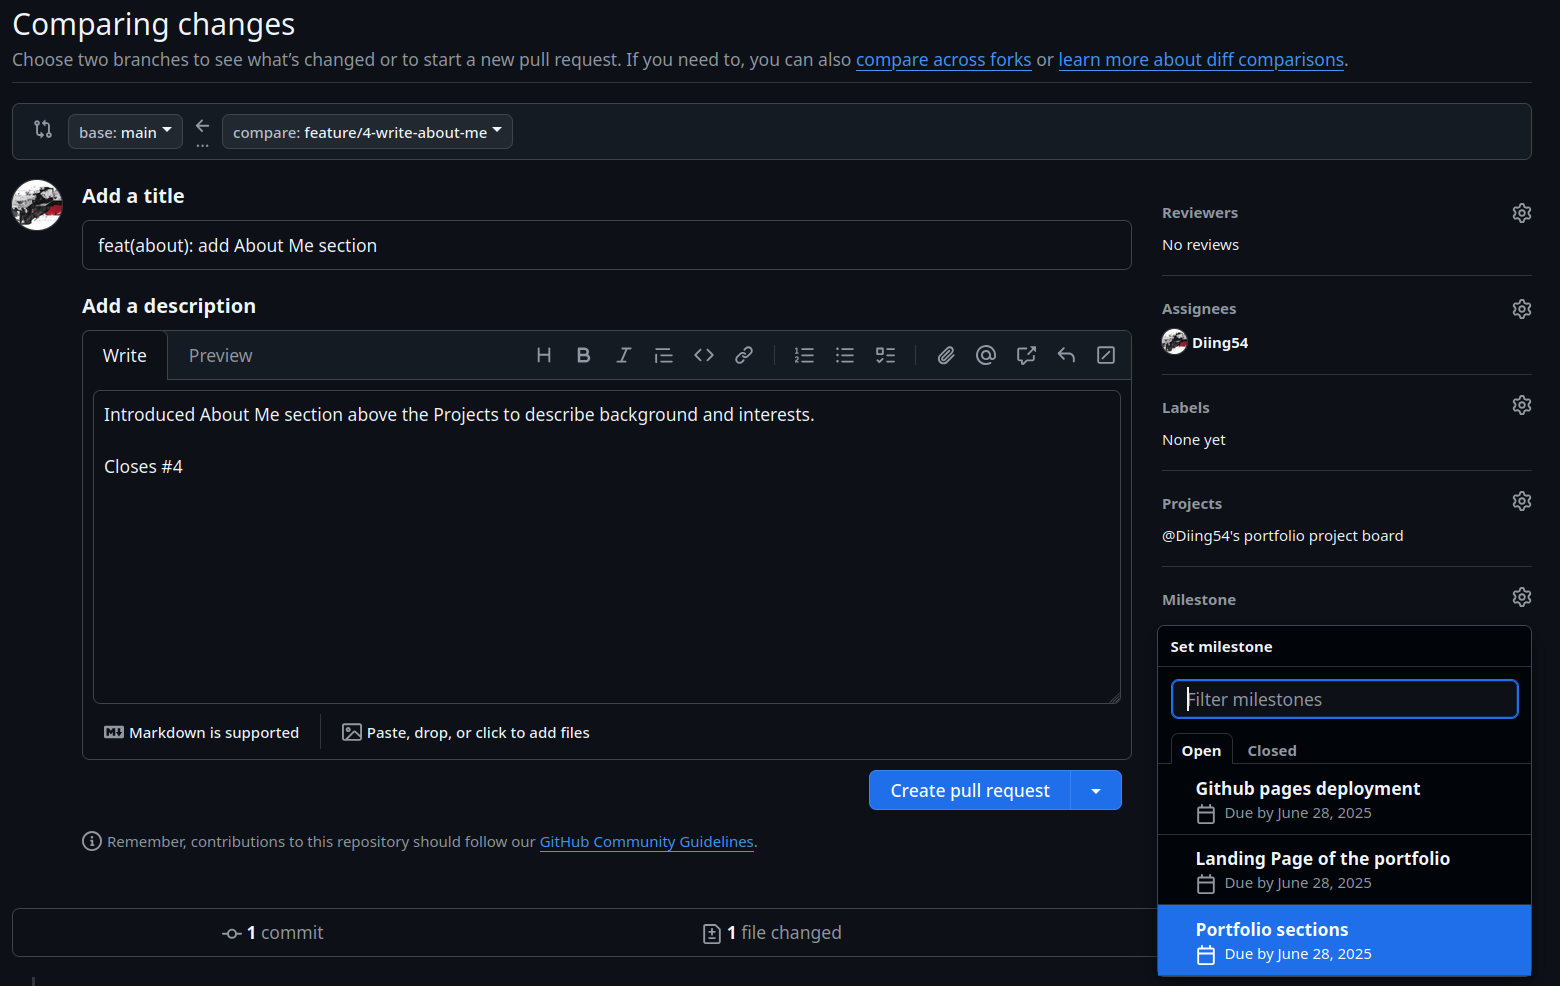 Comparing changes
Choose two branches to see what's changed or to start a new pull request. If you need to, you can also compare across forks or learn more about diff comparisons.
base: main
compare: feature/4-write-about-me
Add a title
feat(about): add About Me section
Add a description
Write
Preview
Introduced About Me section above the Projects to describe background and interests.
Closes #4
Markdown is supported
Paste, drop, or click to add files
Create pull request
Remember, contributions to this repository should follow our GitHub Community Guidelines.
1 commit
1 file changed
Reviewers
No reviews
Assignees
Diing54
Labels
None yet
Projects
@Diing54's portfolio project board
Milestone
Set milestone
Filter milestones
Open
Closed
Github pages deployment
Due by June 28, 2025
Landing Page of the portfolio
Due by June 28, 2025
Portfolio sections
Due by June 28, 2025